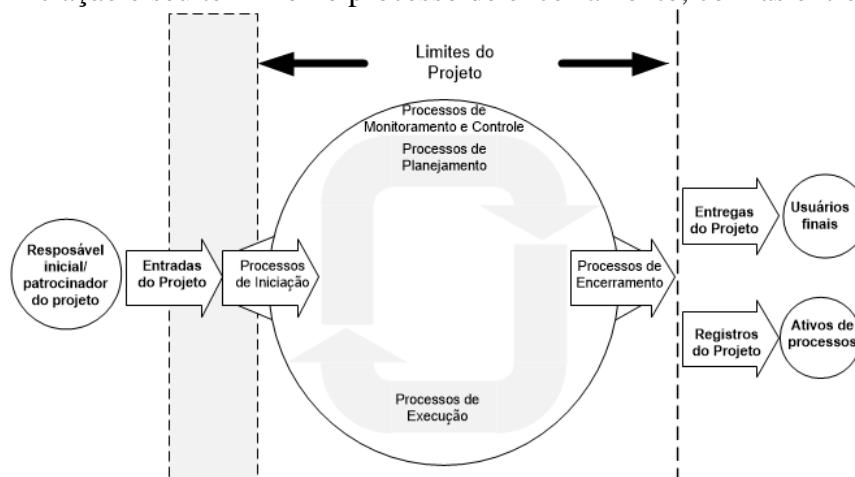 Limites do
Projeto
Processos de
Monitoramento e Controle
Processos de
Planejamento
Resposável
inicial/
patrocinador
do projeto
Entradas
do Projeto
Processos
de Iniciação
Processos de
Encerramento
Entregas
do Projeto
Usuários
finais
Registros
do Projeto
Ativos de
processos
Processos de
Execução